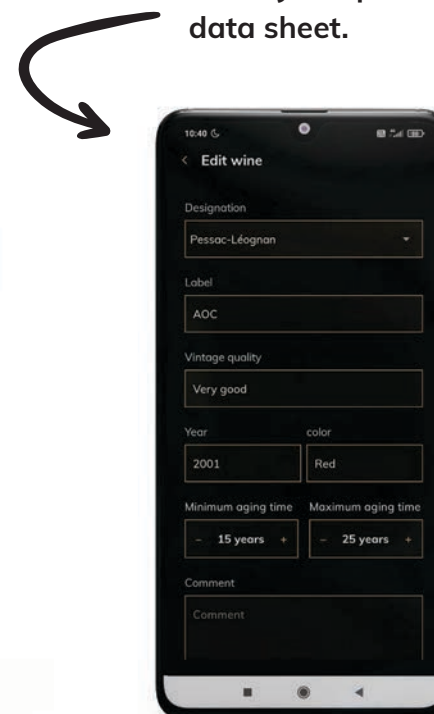 data sheet.
10:40
Edit wine
Designation
Pessac-Léognan
Label
AOC
Vintage quality
Very good
Year color
2001 Red
Minimum aging time Maximum aging time
- 15 years + - 25 years +
Comment
Comment